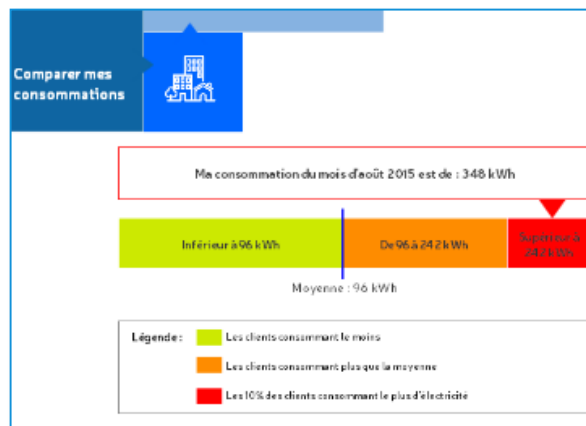 Comparer mes
consommations
Ma consommation du mois d'août 2015 est de : 348 kWh
Inférieur à 96 kWh
De 96 à 242 kWh
Supérieur à
242 kWh
Moyenne : 96 kWh
Légende :
Les clients consommant le moins
Les clients consommant plus que la moyenne
Les 10% des clients consommant le plus d'électricité